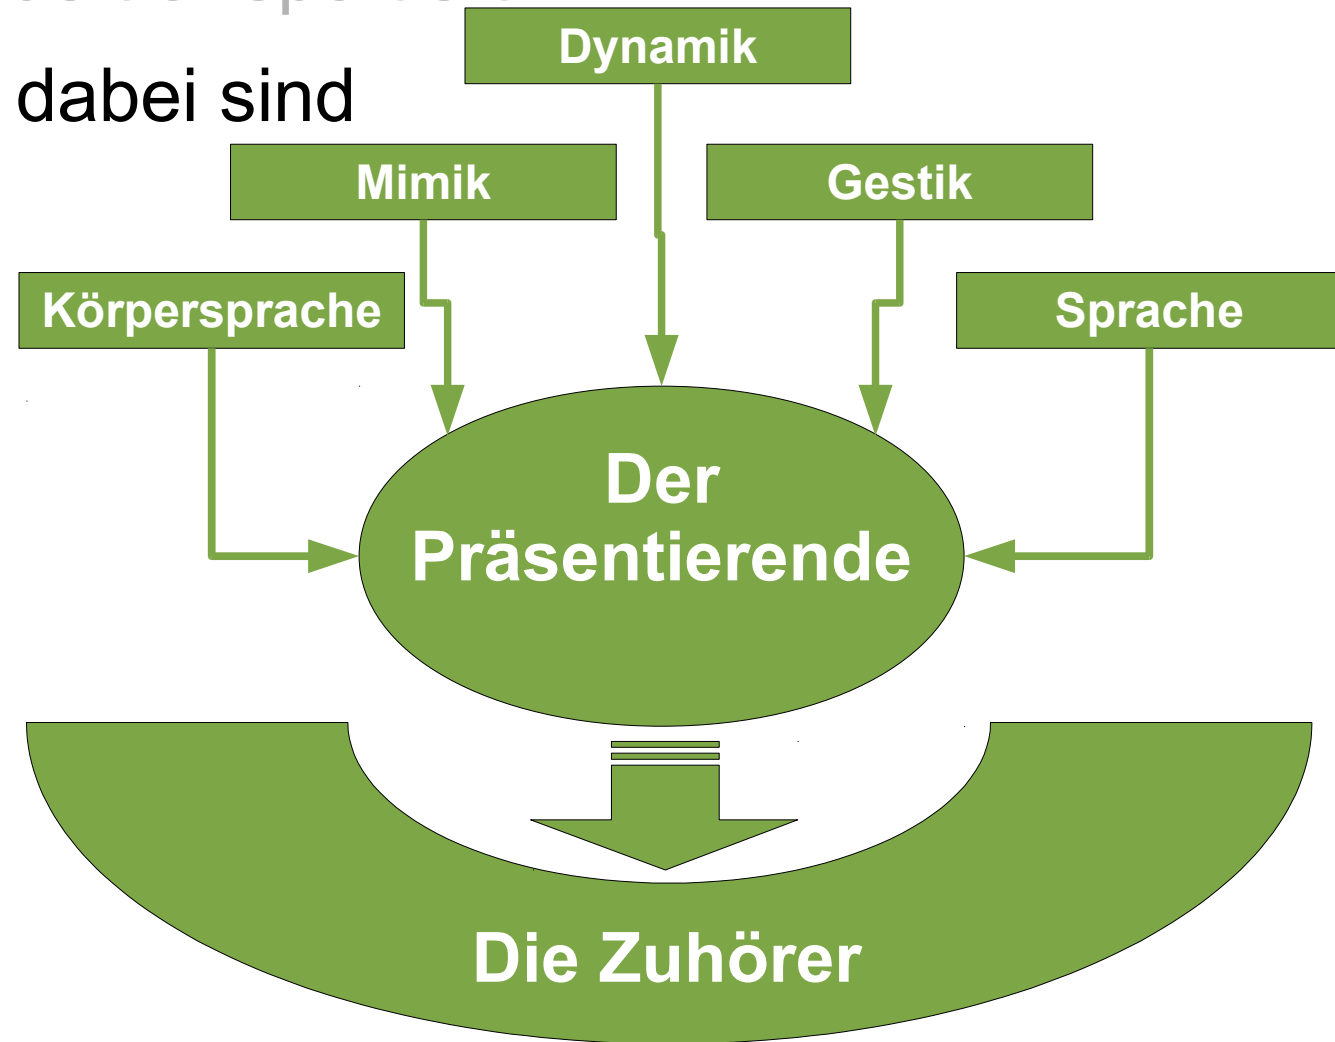 Dynamik
dabei sind
Mimik
Gestik
Körpersprache
Sprache
Der
Präsentierende
Die Zuhörer